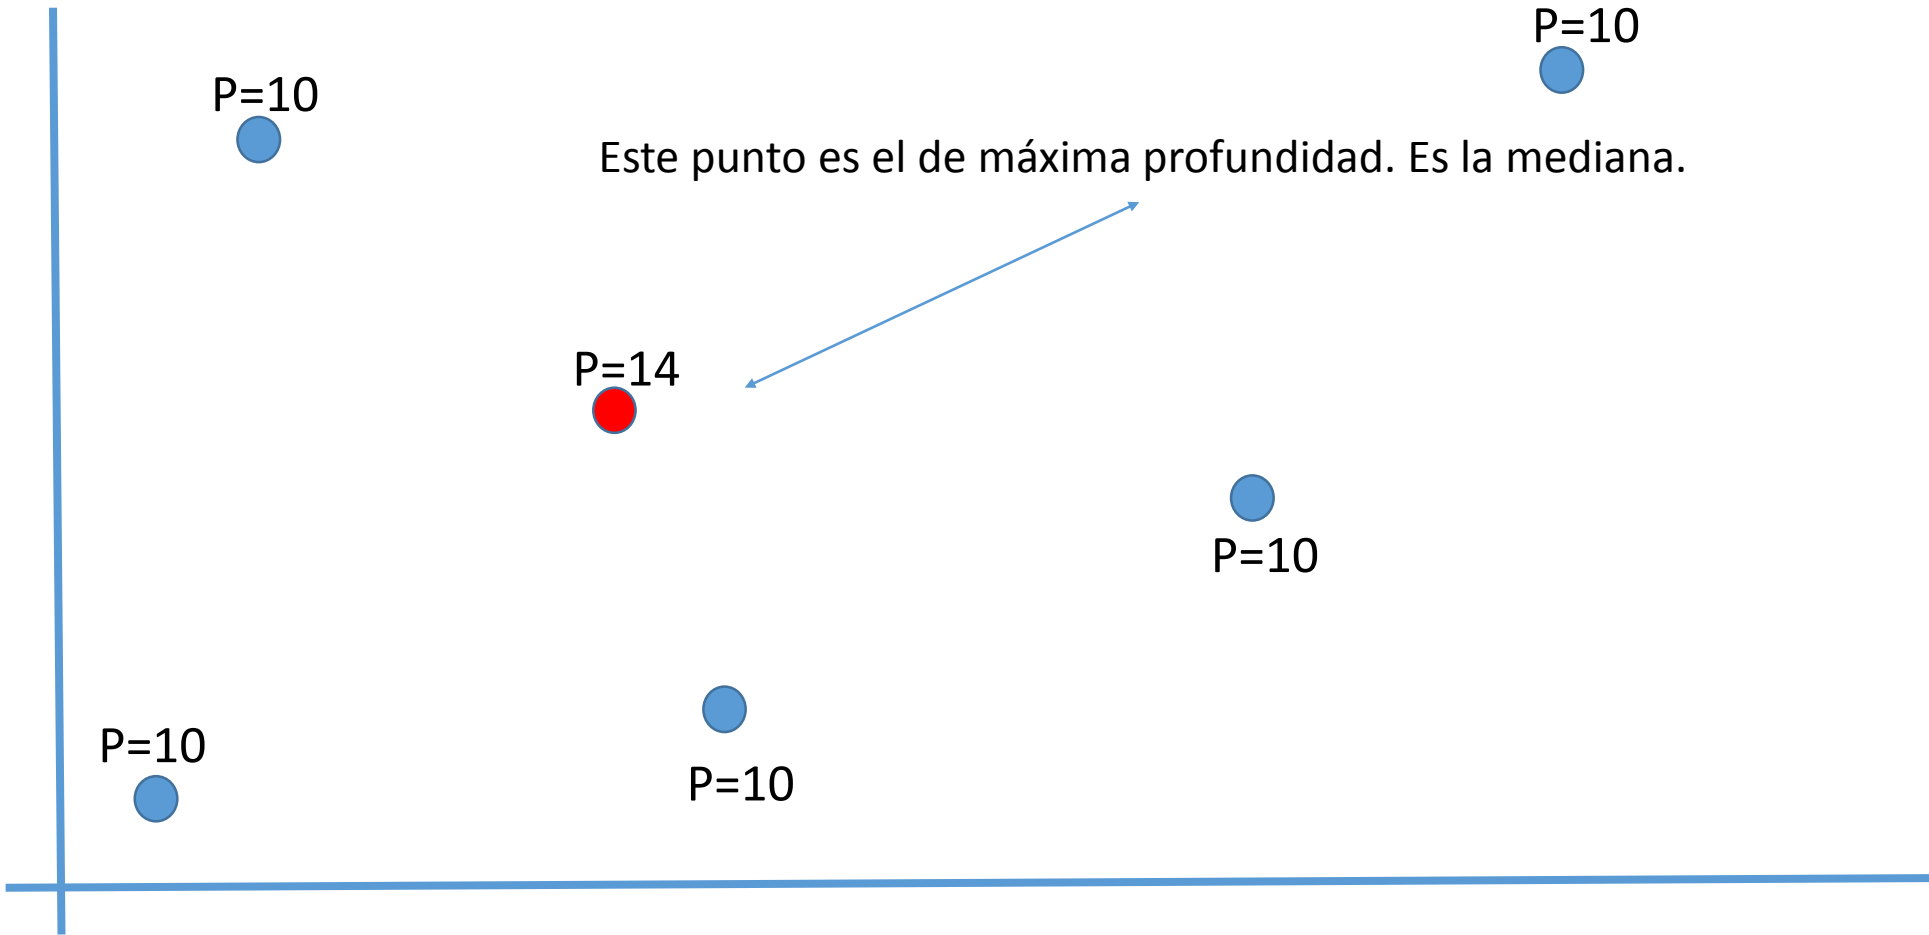 P=10
P=10
Este punto es el de máxima profundidad. Es la mediana.
P=14
P=10
P=10
P=10